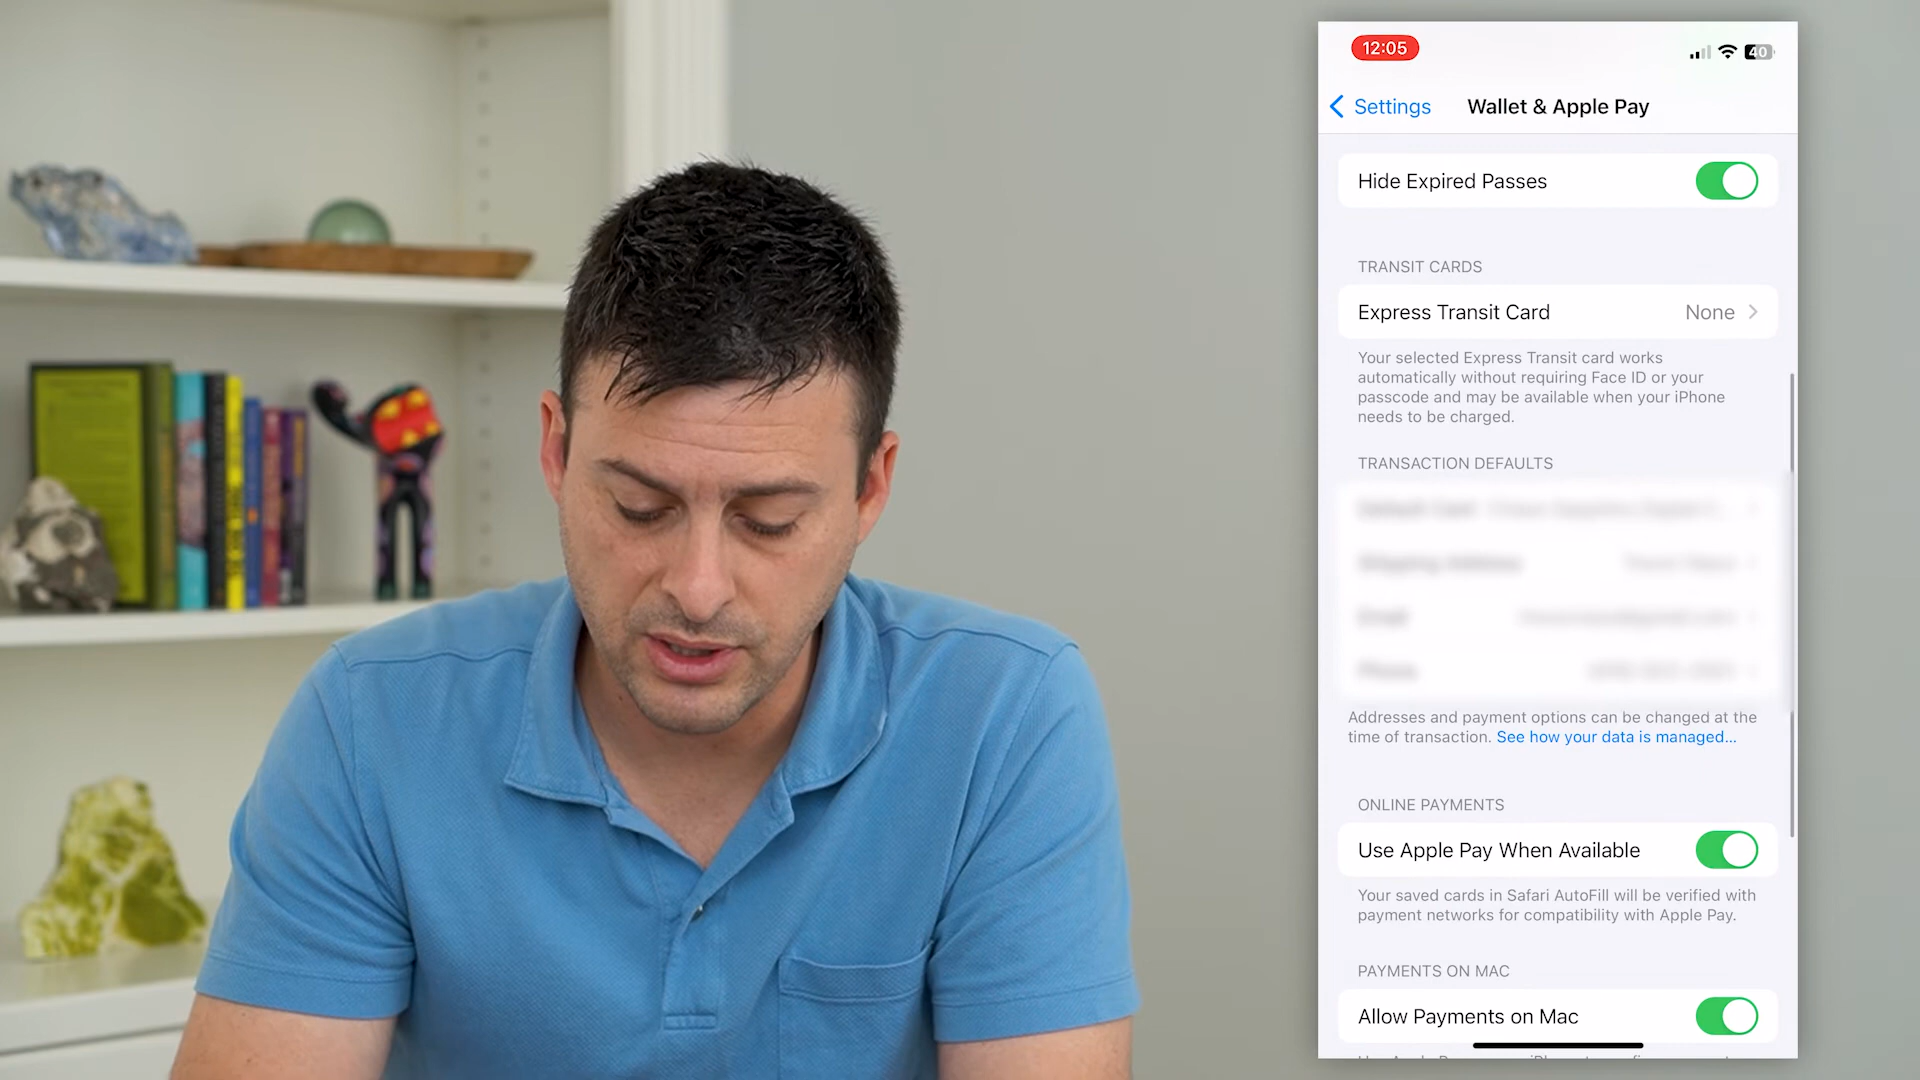 12:05
40
Settings
Wallet & Apple Pay
Hide Expired Passes
TRANSIT CARDS
Express Transit Card
None
Your selected Express Transit card works
automatically without requiring Face ID or your
passcode and may be available when your iPhone
needs to be charged.
TRANSACTION DEFAULTS
Addresses and payment options can be changed at the
time of transaction. See how your data is managed...
ONLINE PAYMENTS
Use Apple Pay When Available
Your saved cards in Safari AutoFill will be verified with
payment networks for compatibility with Apple Pay.
PAYMENTS ON MAC
Allow Payments on Mac